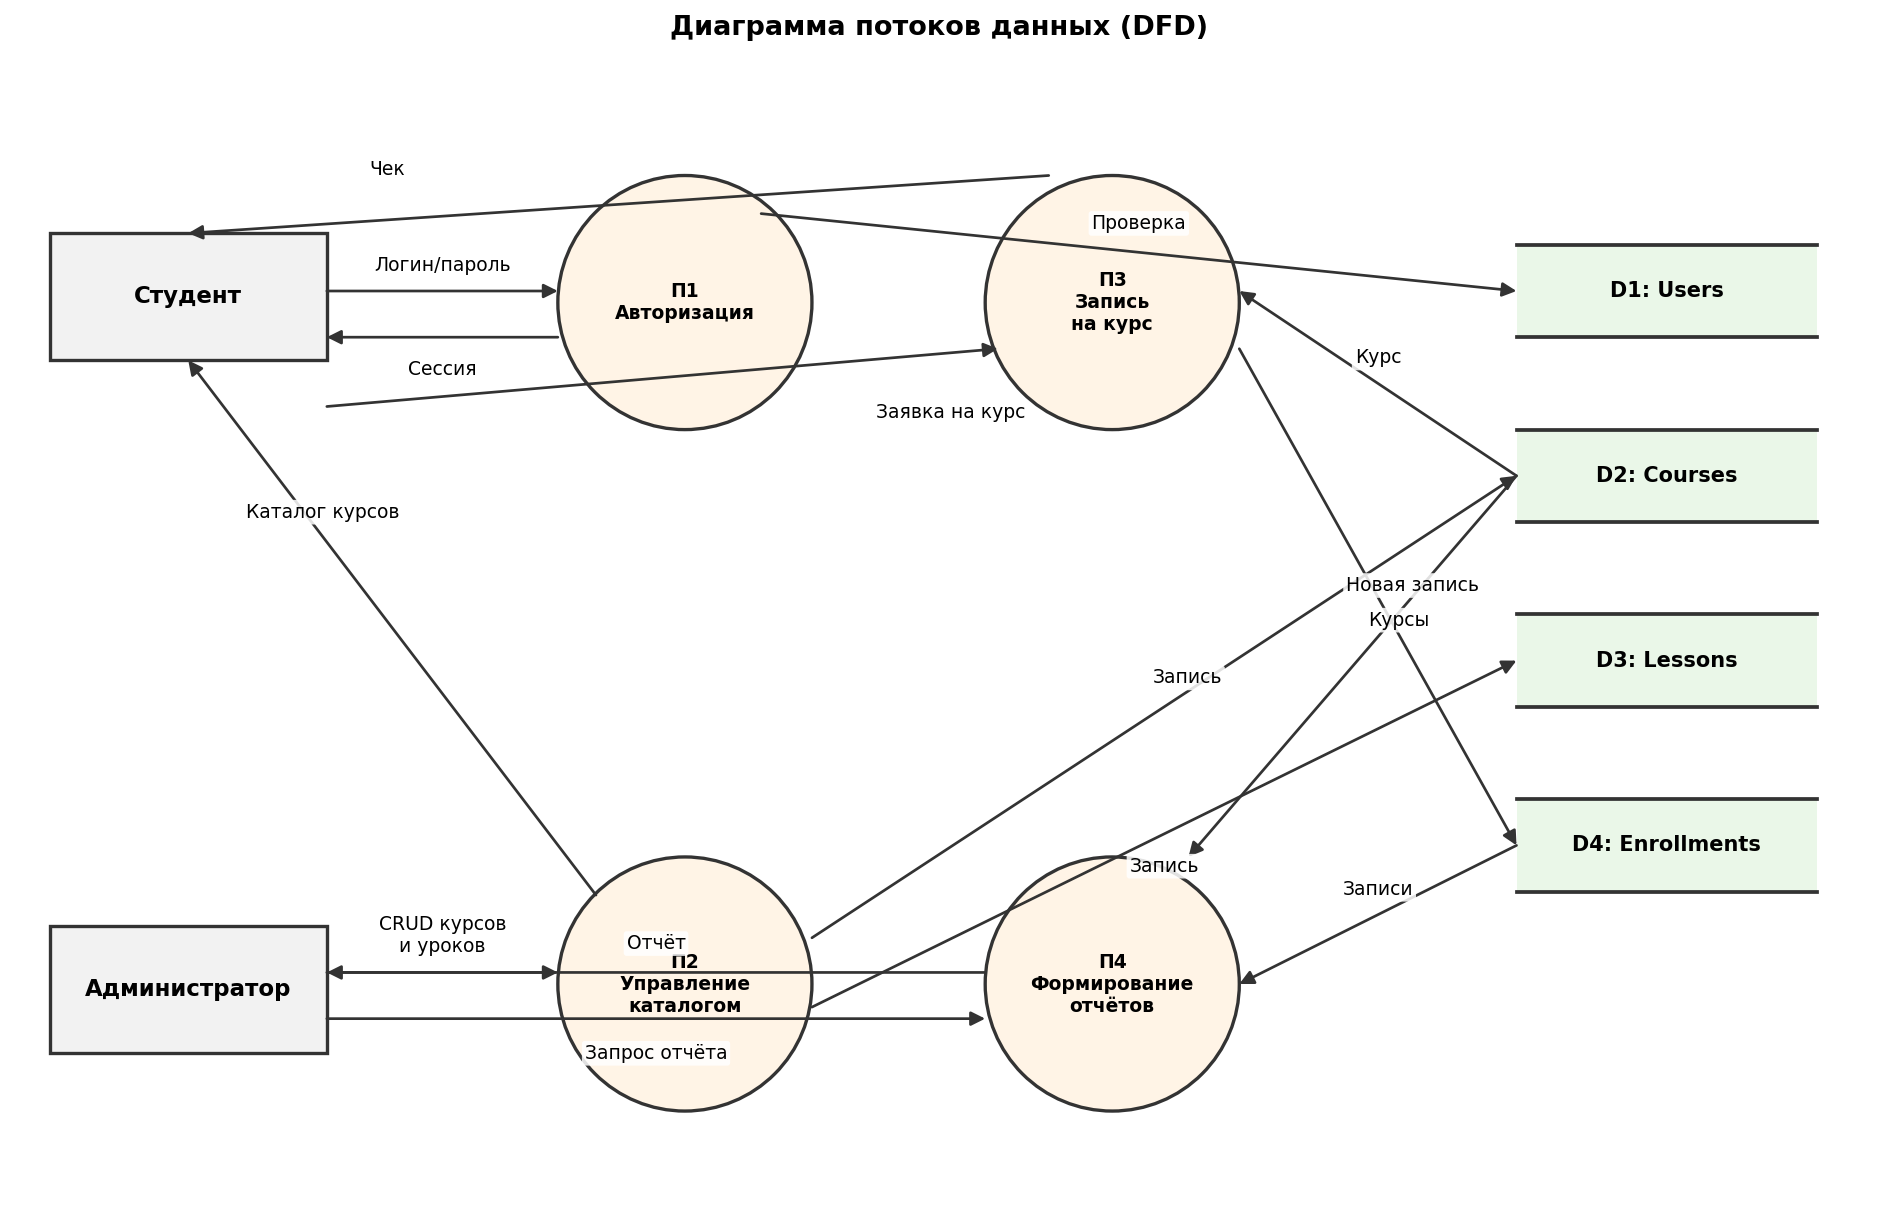 Диаграмма потоков данных (DFD)
Чек
Проверка
Логин/пароль
Студент
П1
Авторизация
П3
Запись
на курс
D1: Users
Сессия
Курс
Заявка на курс
D2: Courses
Каталог курсов
Новая запись
Курсы
Запись
D3: Lessons
D4: Enrollments
Запись
Записи
CRUD курсов
и уроков
Отчёт
Администратор
П2
Управление
каталогом
П4
Формирование
отчётов
Запрос отчёта